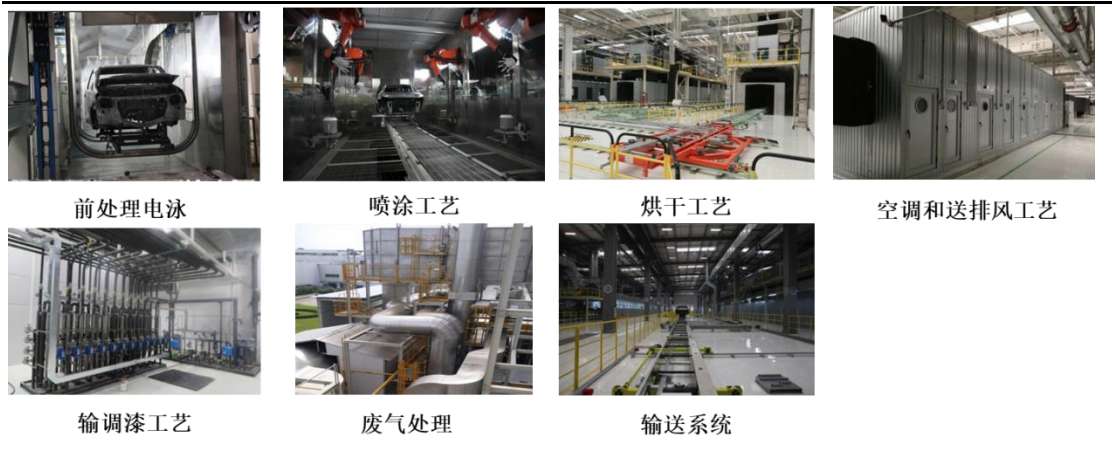 前处理电泳
喷涂工艺
烘干工艺
空调和送排风工艺
输调漆工艺
废气处理
输送系统